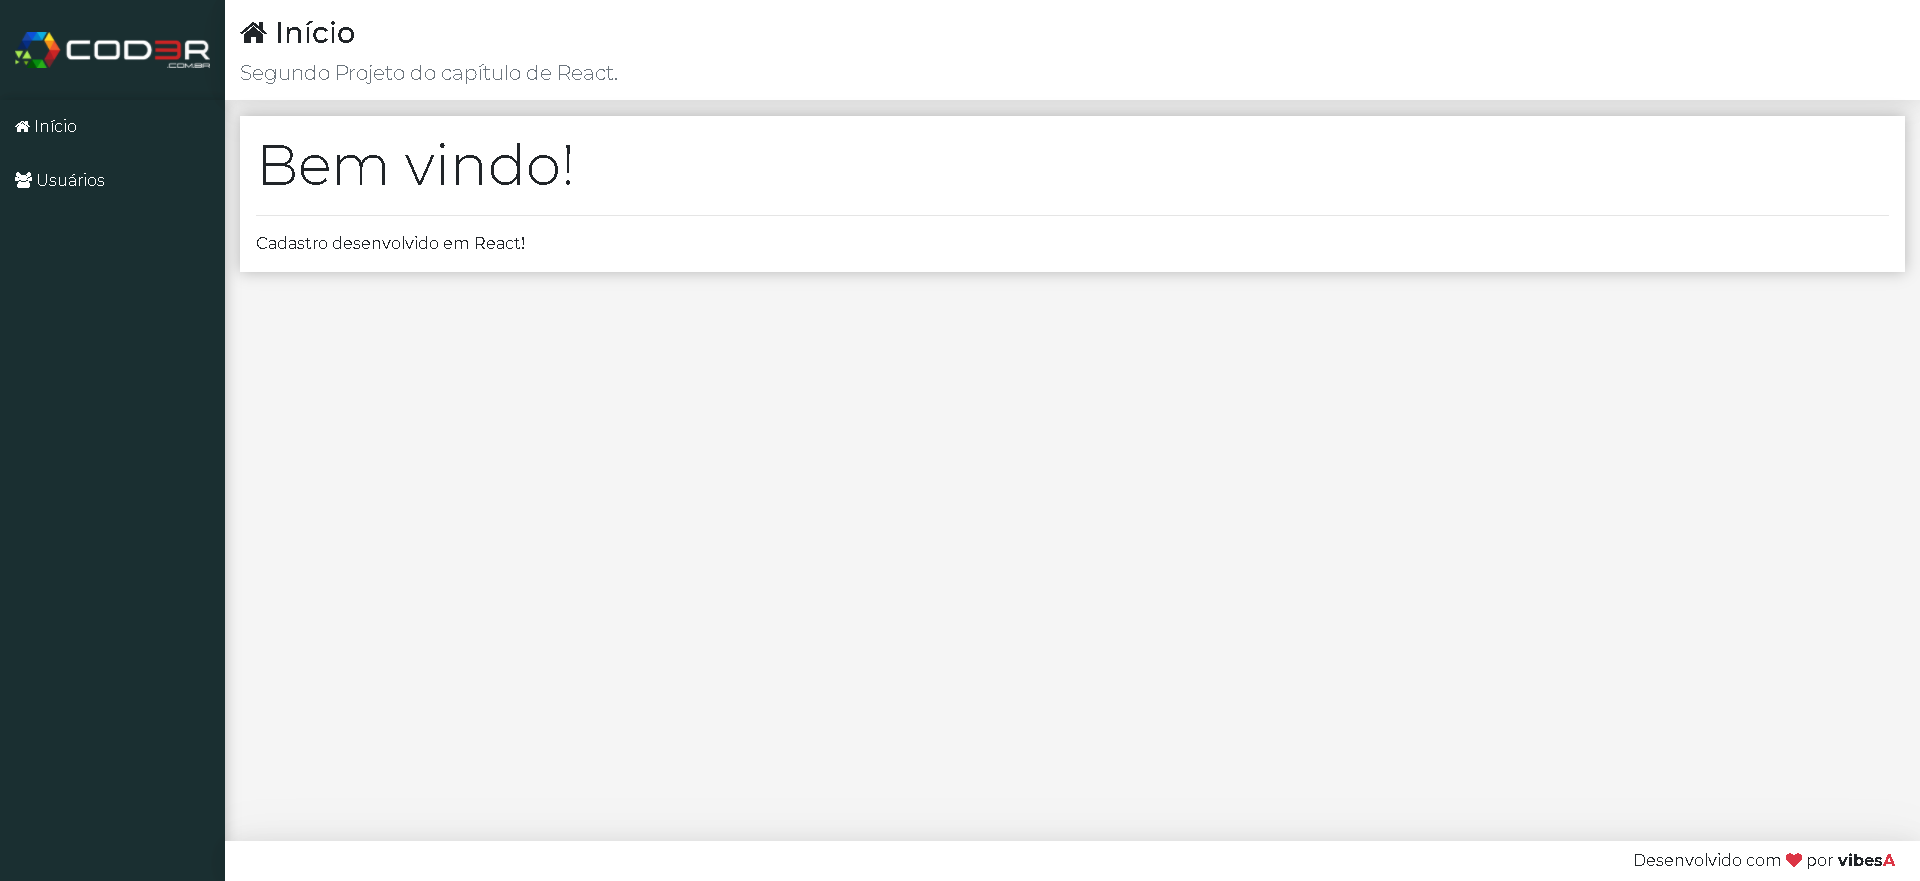 COD3R
.COM.BR
Início
Usuários
Início
Segundo Projeto do capítulo de React.
Bem vindo!
Cadastro desenvolvido em React!
Desenvolvido com por vibesA